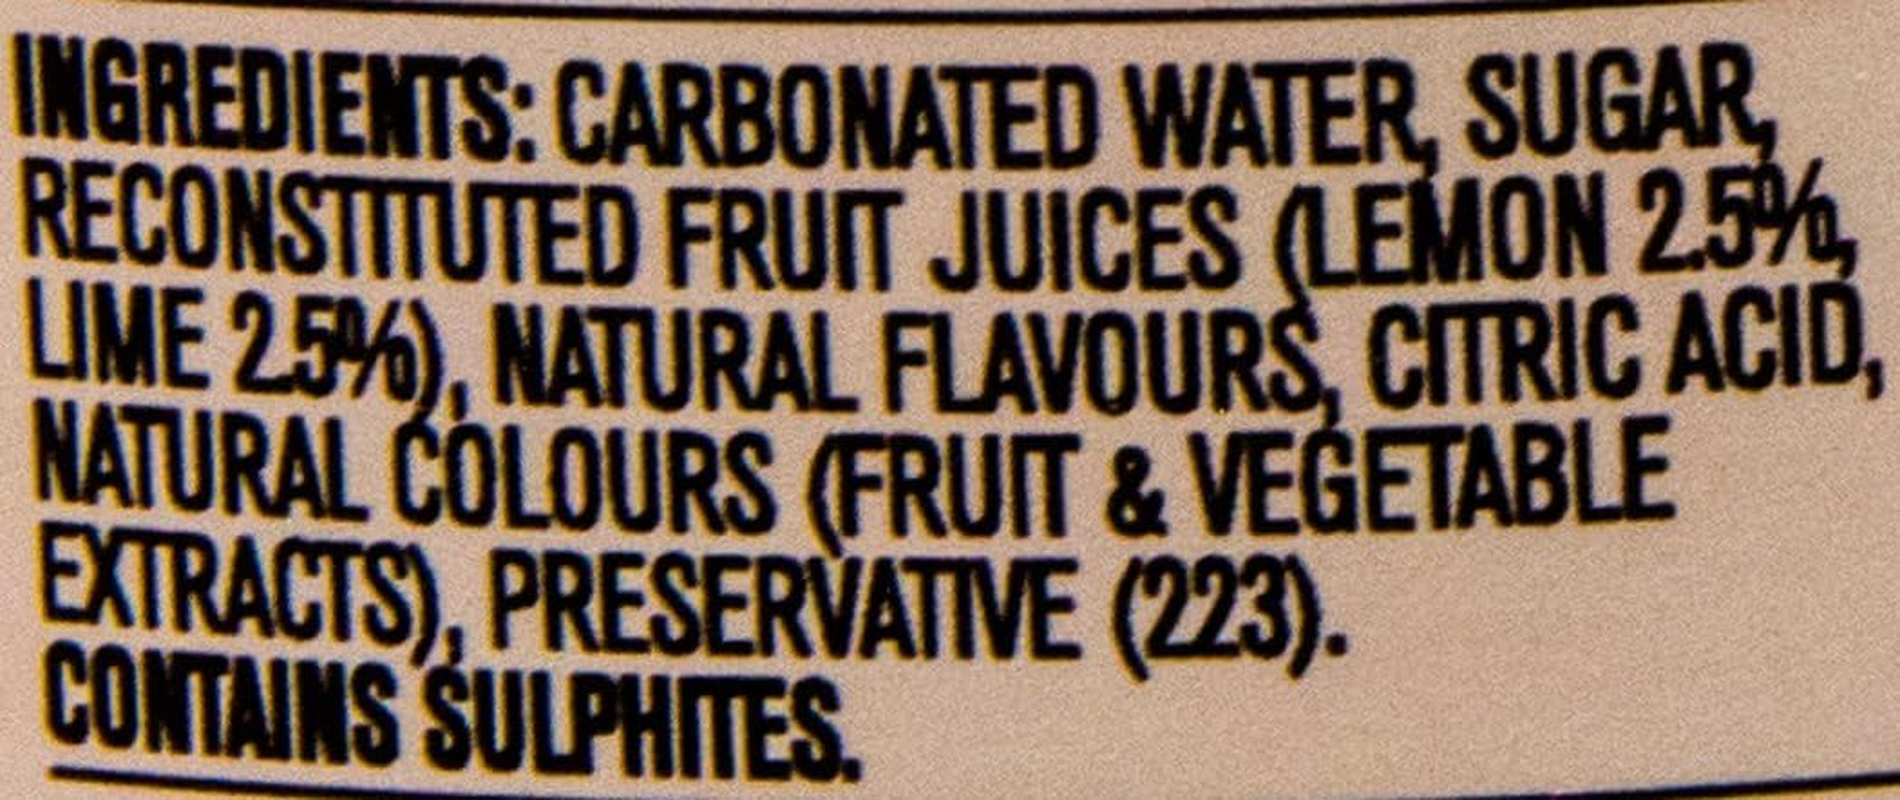 INGREDIENTS: CARBONATED WATER, SUGAR,
RECONSTITUTED FRUIT JUICES (LEMON 2.5%,
LIME 2.5%), NATURAL FLAVOURS, CITRIC ACID,
NATURAL COLOURS (FRUIT & VEGETABLE
EXTRACTS), PRESERVATIVE (223).
CONTAINS SULPHITES.